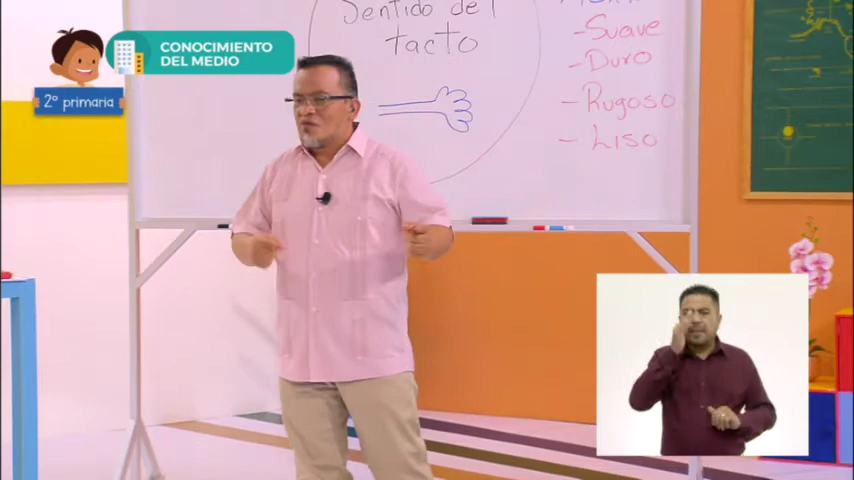 CONOCIMIENTO
DEL MEDIO
2º primaria
Sentido del
tacto
- Suave
- Duro
- Rugoso
- Liso